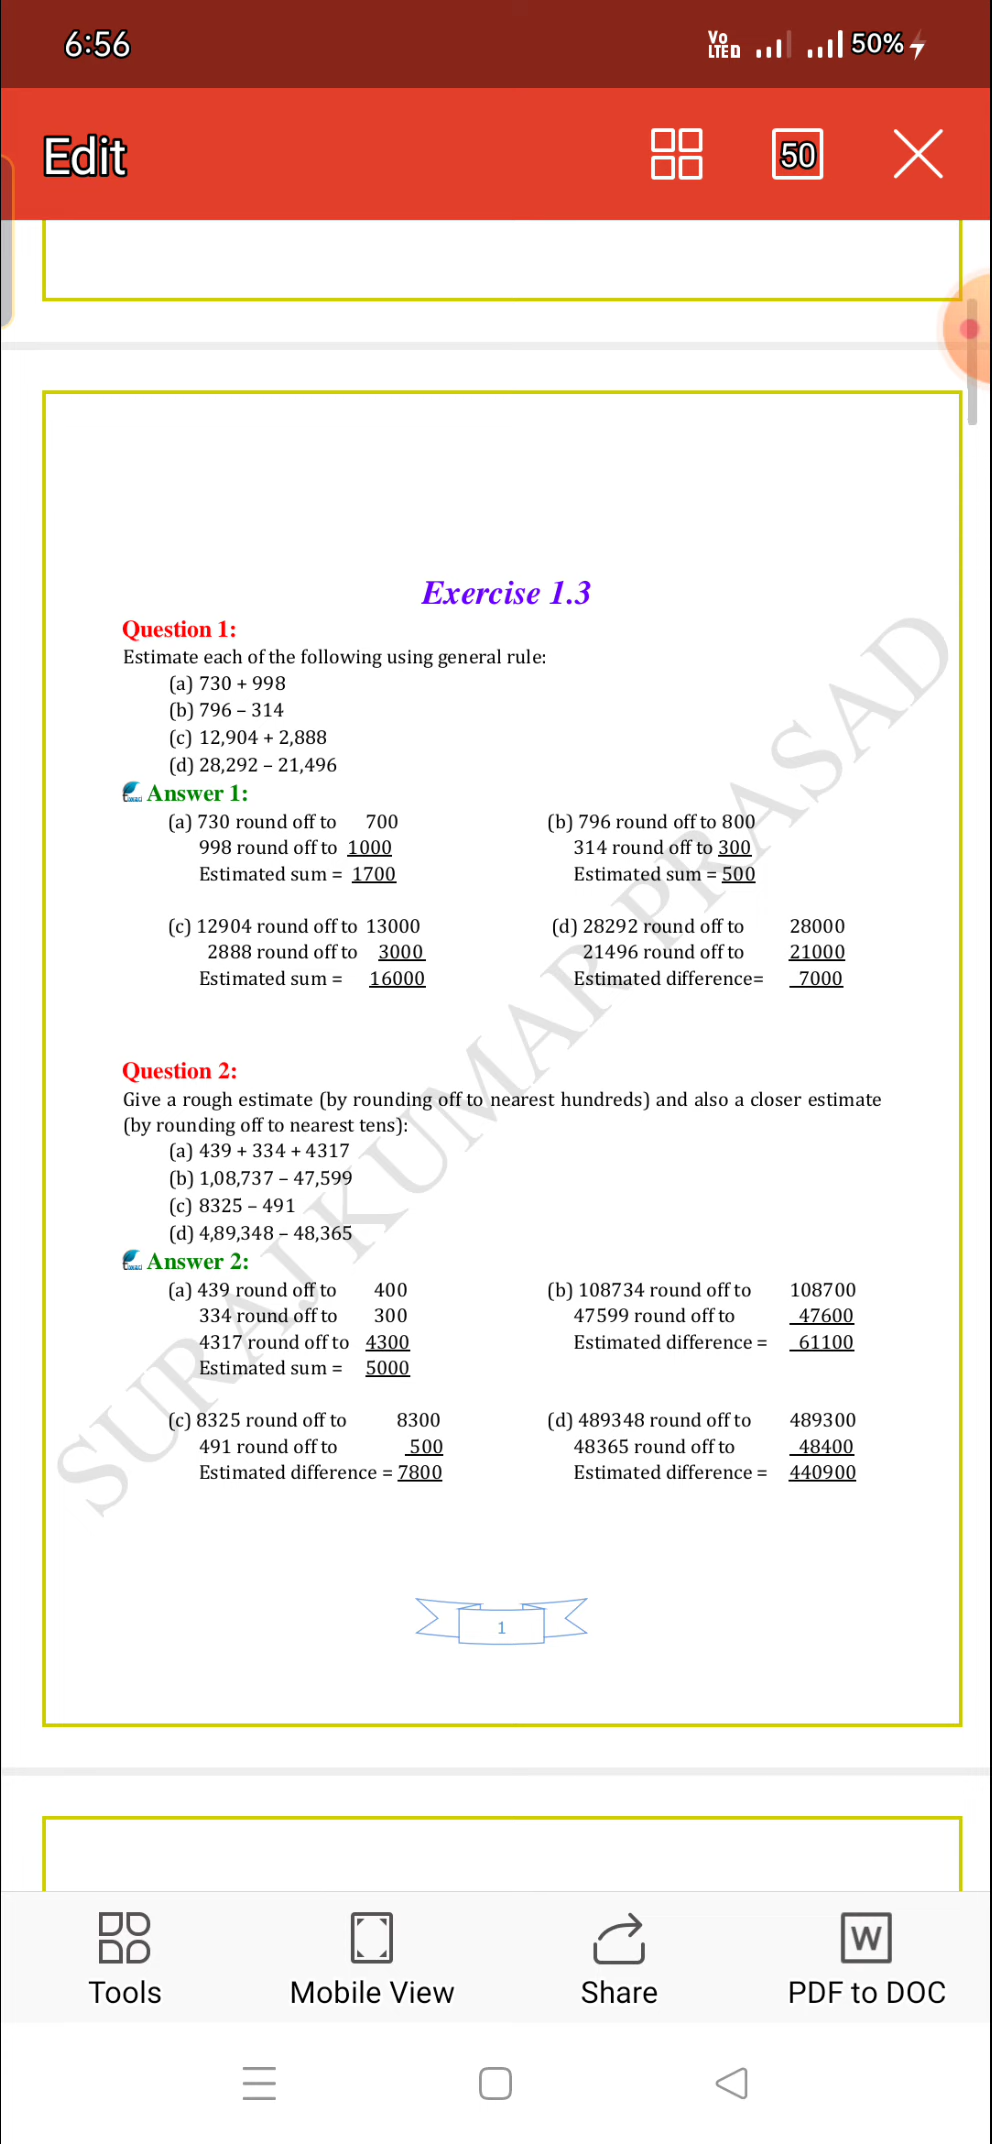 6:56
Vo LTE 50%
Edit
50
Exercise 1.3
Question 1:
Estimate each of the following using general rule:
(a) 730 + 998
(b) 796 – 314
(c) 12,904 + 2,888
(d) 28,292 – 21,496
Answer 1:
(a) 730 round off to 700
998 round off to 1000
Estimated sum = 1700
(b) 796 round off to 800
314 round off to 300
Estimated sum = 500
(c) 12904 round off to 13000
2888 round off to 3000
Estimated sum = 16000
(d) 28292 round off to 28000
21496 round off to 21000
Estimated difference= 7000
Question 2:
Give a rough estimate (by rounding off to nearest hundreds) and also a closer estimate
(by rounding off to nearest tens):
(a) 439 + 334 + 4317
(b) 1,08,737 – 47,599
(c) 8325 – 491
(d) 4,89,348 – 48,365
Answer 2:
(a) 439 round off to 400
334 round off to 300
4317 round off to 4300
Estimated sum = 5000
(b) 108734 round off to 108700
47599 round off to 47600
Estimated difference = 61100
(c) 8325 round off to 8300
491 round off to 500
Estimated difference = 7800
(d) 489348 round off to 489300
48365 round off to 48400
Estimated difference = 440900
SURAJ KUMAR PRASAD
1
Tools
Mobile View
Share
W
PDF to DOC